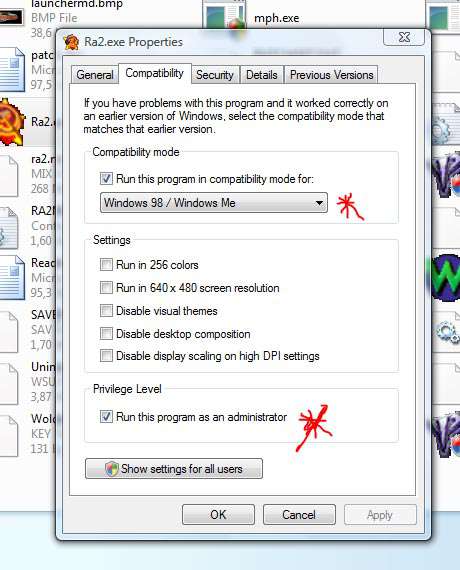 launchermd.bmp
BMP File
38,6
mph.exe
patc
Micr
97,5
Ra2.exe Properties
General
Compatibility
Security
Details
Previous Versions
If you have problems with this program and it worked correctly on
an earlier version of Windows, select the compatibility mode that
matches that earlier version.
Compatibility mode
Run this program in compatibility mode for:
Windows 98 / Windows Me
Settings
Run in 256 colors
Run in 640 x 480 screen resolution
Disable visual themes
Disable desktop composition
Disable display scaling on high DPI settings
Privilege Level
Run this program as an administrator
Show settings for all users
OK
Cancel
Apply
Ra2.
ra2.r
MIX
268 M
RA2M
Conf
1,60
Read
Micr
95,3
SAVE
SAV
31,9
Unin
WSU
3,87
Wold
KEY
131 b